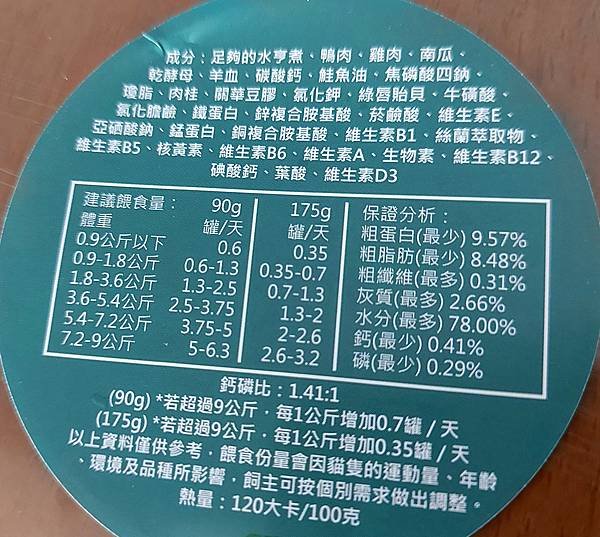 成分：足夠的水亨煮、鴨肉、雞肉、南瓜、
乾酵母、羊血、碳酸鈣、鮭魚油、焦磷酸四鈉、
瓊脂、肉桂、關華豆膠、氯化鉀、綠唇貽貝、牛磺酸、
氯化膽鹼、鐵蛋白、鋅複合胺基酸、菸鹼酸、維生素E、
亞硒酸鈉、錳蛋白、銅複合胺基酸、維生素B1、絲蘭萃取物、
維生素B5、核黃素、維生素B6、維生素A、生物素、維生素B12、
碘酸鈣、葉酸、維生素D3
建議餵食量： 90g 175g
體重 罐/天 罐/天
0.9公斤以下 0.6 0.35
0.9-1.8公斤 0.6-1.3 0.35-0.7
1.8-3.6公斤 1.3-2.5 0.7-1.3
3.6-5.4公斤 2.5-3.75 1.3-2
5.4-7.2公斤 3.75-5 2-2.6
7.2-9公斤 5-6.3 2.6-3.2
保證分析：
粗蛋白(最少) 9.57%
粗脂肪(最少) 8.48%
粗纖維(最多) 0.31%
灰質(最多) 2.66%
水分(最多) 78.00%
鈣(最少) 0.41%
磷(最少) 0.29%
鈣磷比：1.41:1
(90g) *若超過9公斤，每1公斤增加0.7罐 / 天
(175g) *若超過9公斤，每1公斤增加0.35罐 / 天
以上資料僅供參考，餵食份量會因貓隻的運動量、年齡
、環境及品種所影響，飼主可按個別需求做出調整。
熱量：120大卡/100克